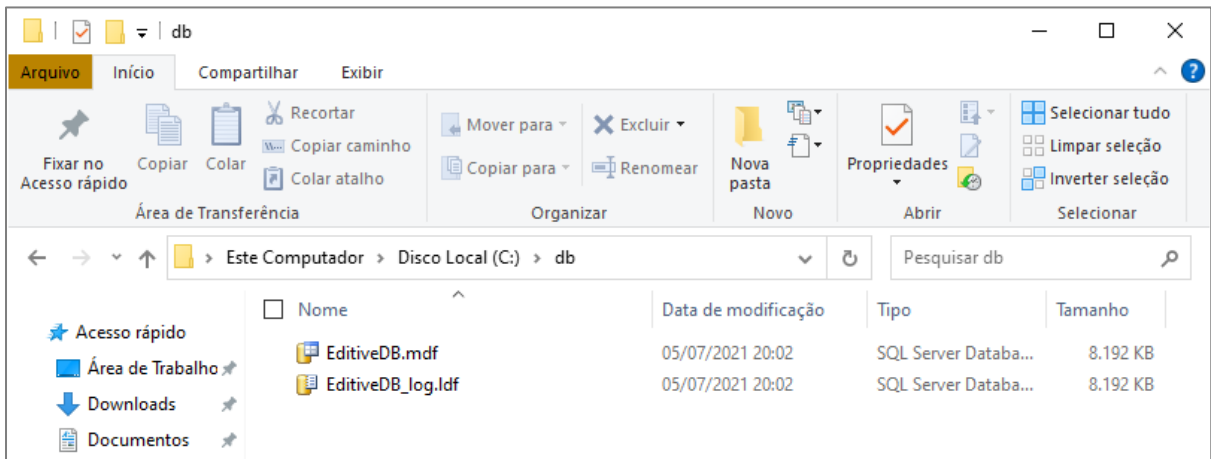 db
Arquivo Início Compartilhar Exibir
Fixar no
Acesso rápido
Copiar
Colar
Recortar
Copiar caminho
Colar atalho
Área de Transferência
Mover para
Copiar para
Excluir
Renomear
Organizar
Nova
pasta
Novo
Propriedades
Abrir
Selecionar tudo
Limpar seleção
Inverter seleção
Selecionar
Este Computador > Disco Local (C:) > db
Pesquisar db
Nome Data de modificação Tipo Tamanho
Acesso rápido
Área de Trabalho
Downloads
Documentos
EditiveDB.mdf 05/07/2021 20:02 SQL Server Databa... 8.192 KB
EditiveDB_log.ldf 05/07/2021 20:02 SQL Server Databa... 8.192 KB